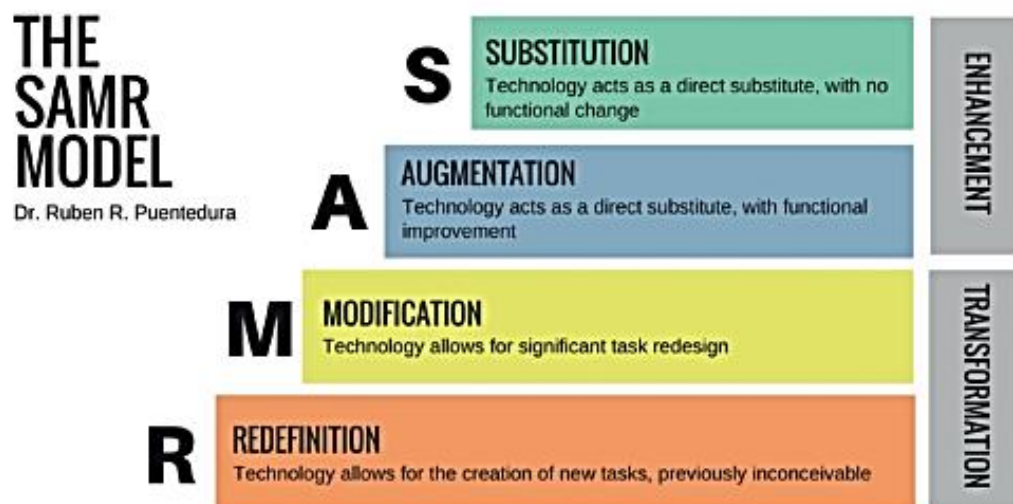 THE
SAMR
MODEL
Dr. Ruben R. Puentedura
S
SUBSTITUTION
Technology acts as a direct substitute, with no
functional change
A
AUGMENTATION
Technology acts as a direct substitute, with functional
improvement
ENHANCEMENT
M
MODIFICATION
Technology allows for significant task redesign
R
REDEFINITION
Technology allows for the creation of new tasks, previously inconceivable
TRANSFORMATION